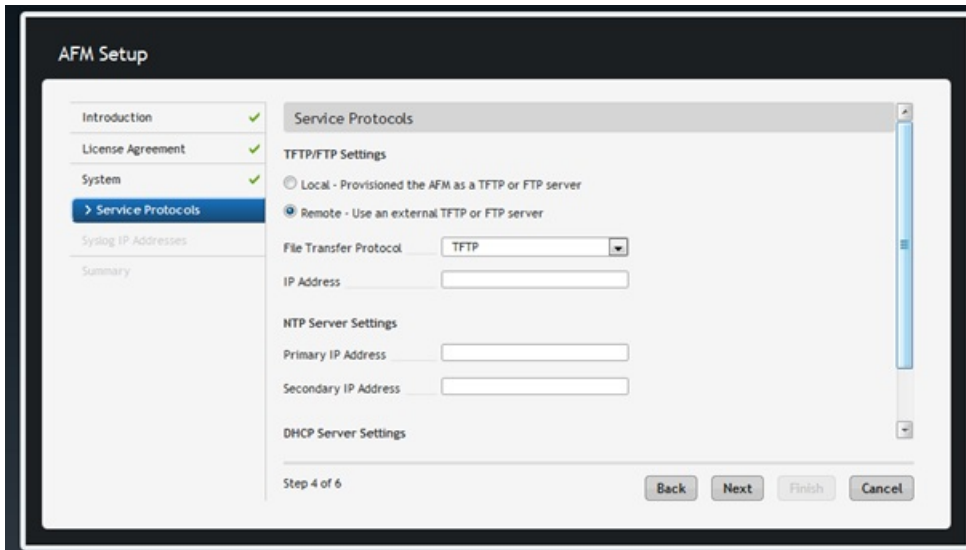 AFM Setup
Introduction
License Agreement
System
> Service Protocols
Syslog IP Addresses
Summary
Service Protocols
TFTP/FTP Settings
Local - Provisioned the AFM as a TFTP or FTP server
Remote - Use an external TFTP or FTP server
File Transfer Protocol TFTP
IP Address
NTP Server Settings
Primary IP Address
Secondary IP Address
DHCP Server Settings
Step 4 of 6
Back Next Finish Cancel